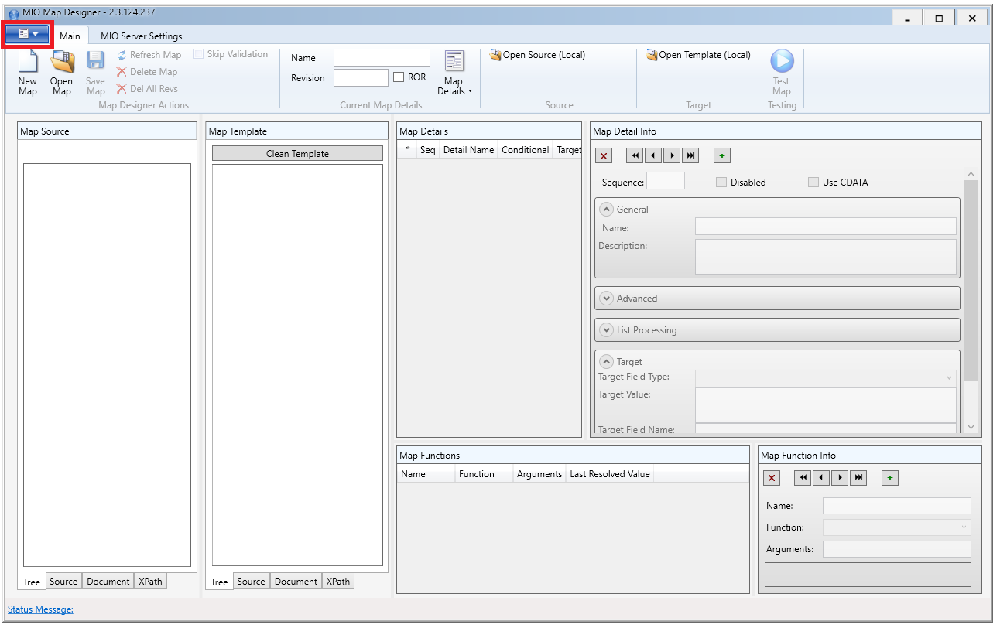 MIO Map Designer - 2.3.124.237
Main
MIO Server Settings
New
Map
Open
Map
Save
Map
Refresh Map
Delete Map
Del All Revs
Skip Validation
Map Designer Actions
Name
Revision
ROR
Map
Details
Current Map Details
Open Source (Local)
Source
Open Template (Local)
Target
Test
Map
Testing
Map Source
Tree Source Document XPath
Map Template
Clean Template
Tree Source Document XPath
Map Details
* Seq Detail Name Conditional Target
Map Detail Info
Sequence:
Disabled
Use CDATA
General
Name:
Description:
Advanced
List Processing
Target
Target Field Type:
Target Value:
Target Field Name:
Map Functions
Name Function Arguments Last Resolved Value
Map Function Info
Name:
Function:
Arguments:
Status Message: